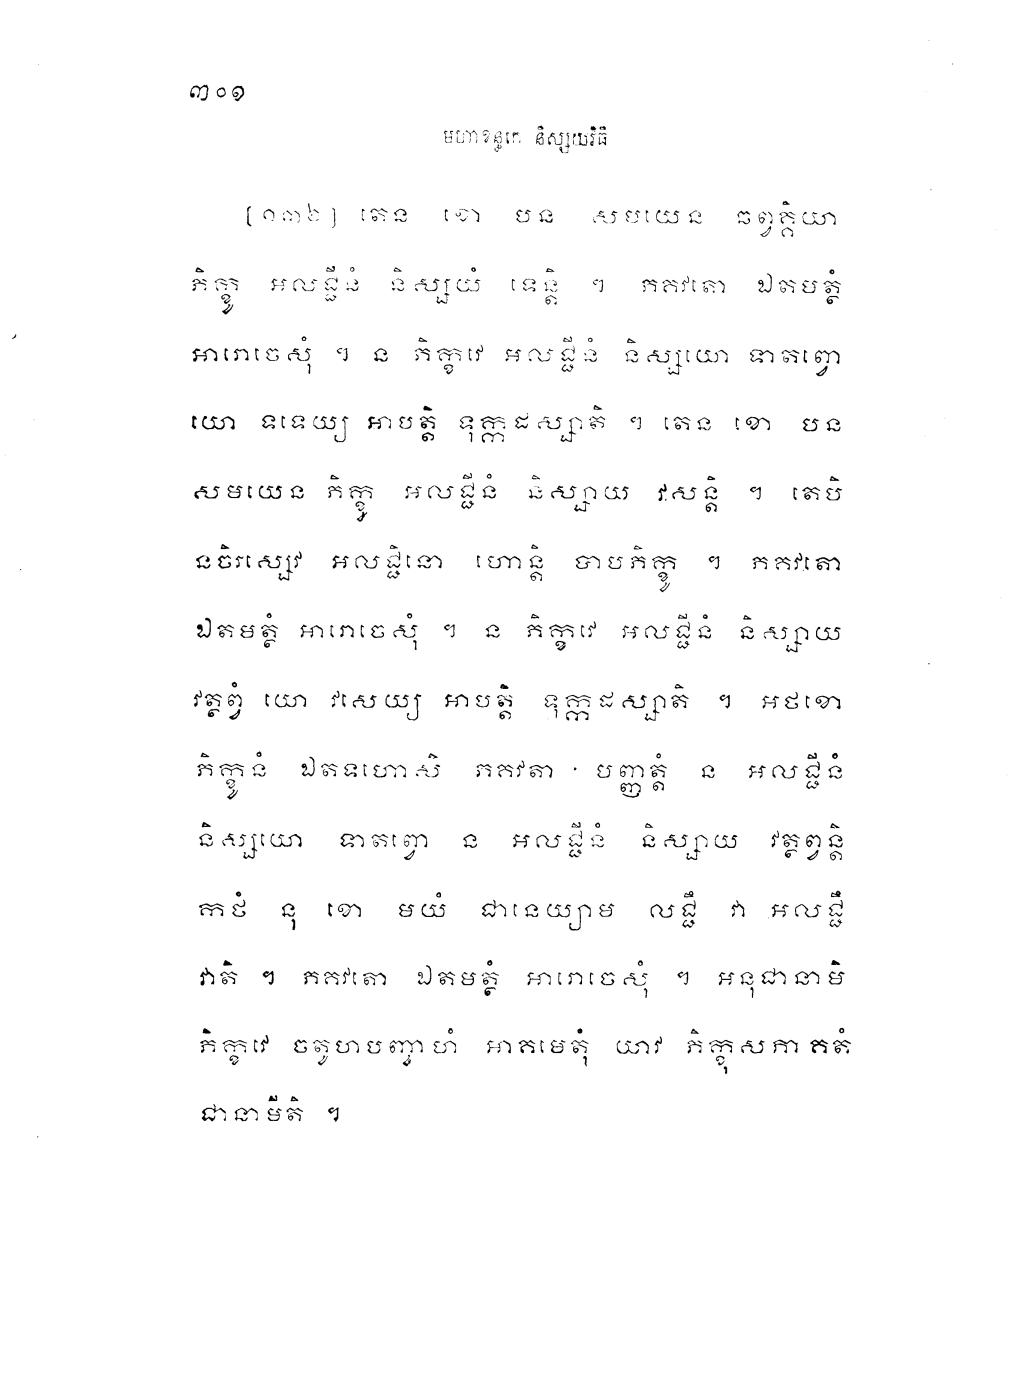 ៣០១
មហាខន្ធកេ និស្សយវិធី
[១៣៦] តេន ខោ បន សមយេន ឆព្វគ្គិយា
ភិក្ខូ អលជ្ជីនំ និស្សយំ ទេន្តិ ។ ភគវតោ ឯតមត្ថំ
អារោចេសុំ ។ ន ភិក្ខវេ អលជ្ជីនំ និស្សយោ ទាតព្វោ
យោ ទទេយ្យ អាបត្តិ ទុក្កដស្សាតិ ។ តេន ខោ បន
សមយេន ភិក្ខូ អលជ្ជីនំ និស្សាយ វសន្តិ ។ តេបិ
នចិរស្សេវ អលជ្ជិនោ ហោន្តិ បាបភិក្ខូ ។ ភគវតោ
ឯតមត្ថំ អារោចេសុំ ។ ន ភិក្ខវេ អលជ្ជីនំ និស្សាយ
វត្ថព្វំ យោ វសេយ្យ អាបត្តិ ទុក្កដស្សាតិ ។ អថខោ
ភិក្ខូនំ ឯតទហោសិ ភគវតា បញ្ញត្តំ ន អលជ្ជីនំ
និស្សយោ ទាតព្វោ ន អលជ្ជីនំ និស្សាយ វត្ថព្វន្តិ
កថំ នុ ខោ មយំ ជានេយ្យាម លជ្ជឹ វា អលជ្ជឹ
វាតិ ។ ភគវតោ ឯតមត្ថំ អារោចេសុំ ។ អនុជានាមិ
ភិក្ខវេ ចតូហបញ្ចាហំ អាគមេតុំ យាវ ភិក្ខុសភាគតំ
ជានាមីតិ ។